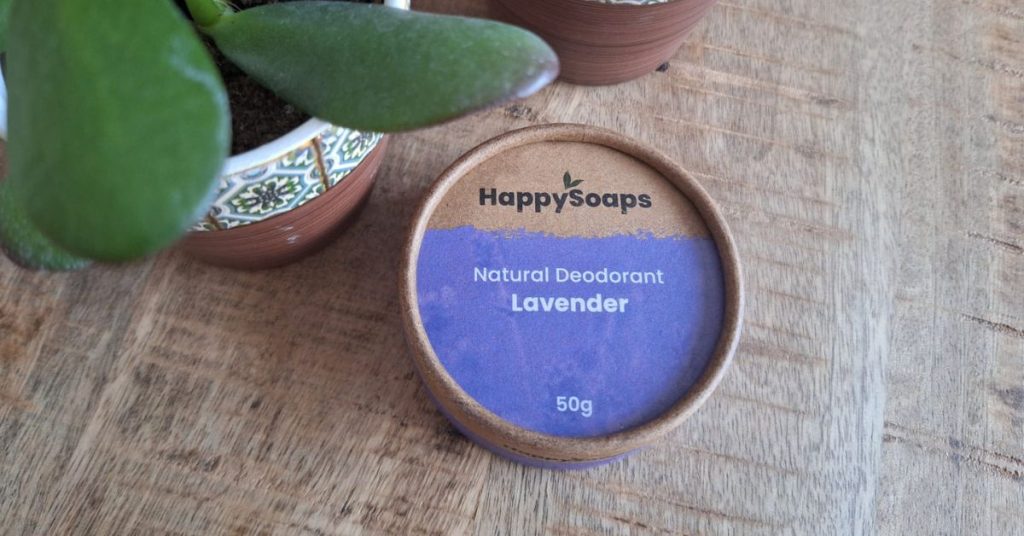 HappySoaps
Natural Deodorant
Lavender
50g